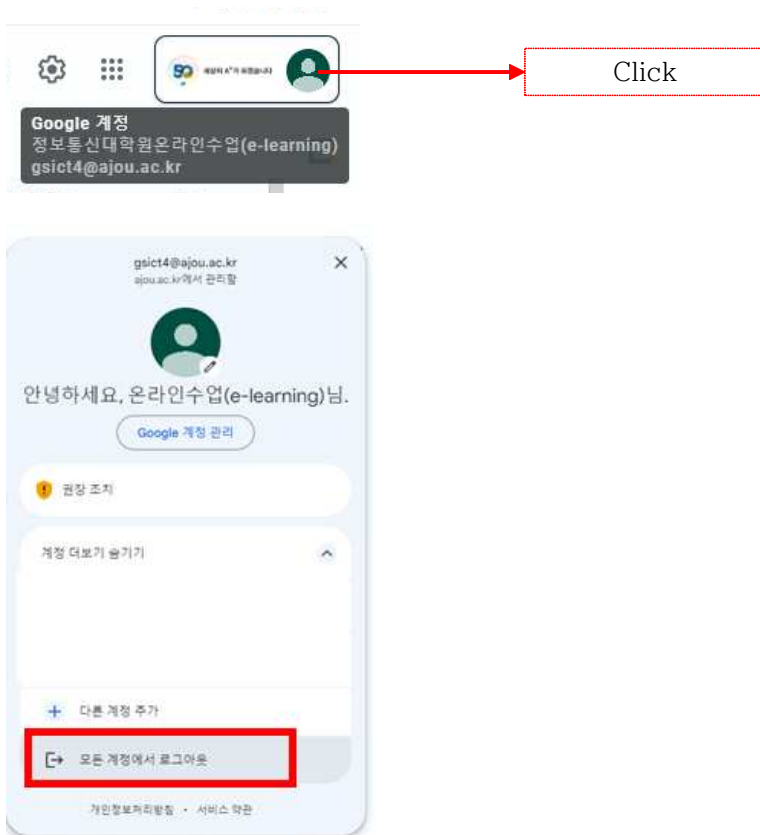 Click
Google 계정
정보통신대학원온라인수업(e-learning)
gsict4@ajou.ac.kr
gsict4@ajou.ac.kr
ajou.ac.kr에서 관리함
안녕하세요, 온라인수업(e-learning)님.
Google 계정 관리
권장 조치
계정 더보기 숨기기
다른 계정 추가
모든 계정에서 로그아웃
개인정보처리방침 • 서비스 약관